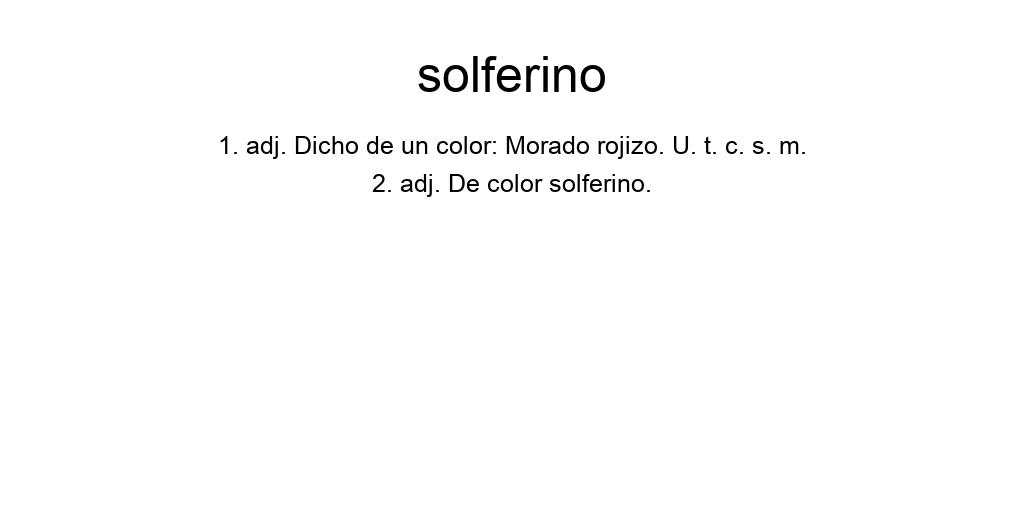 solferino
1. adj. Dicho de un color: Morado rojizo. U. t. c. s. m.
2. adj. De color solferino.